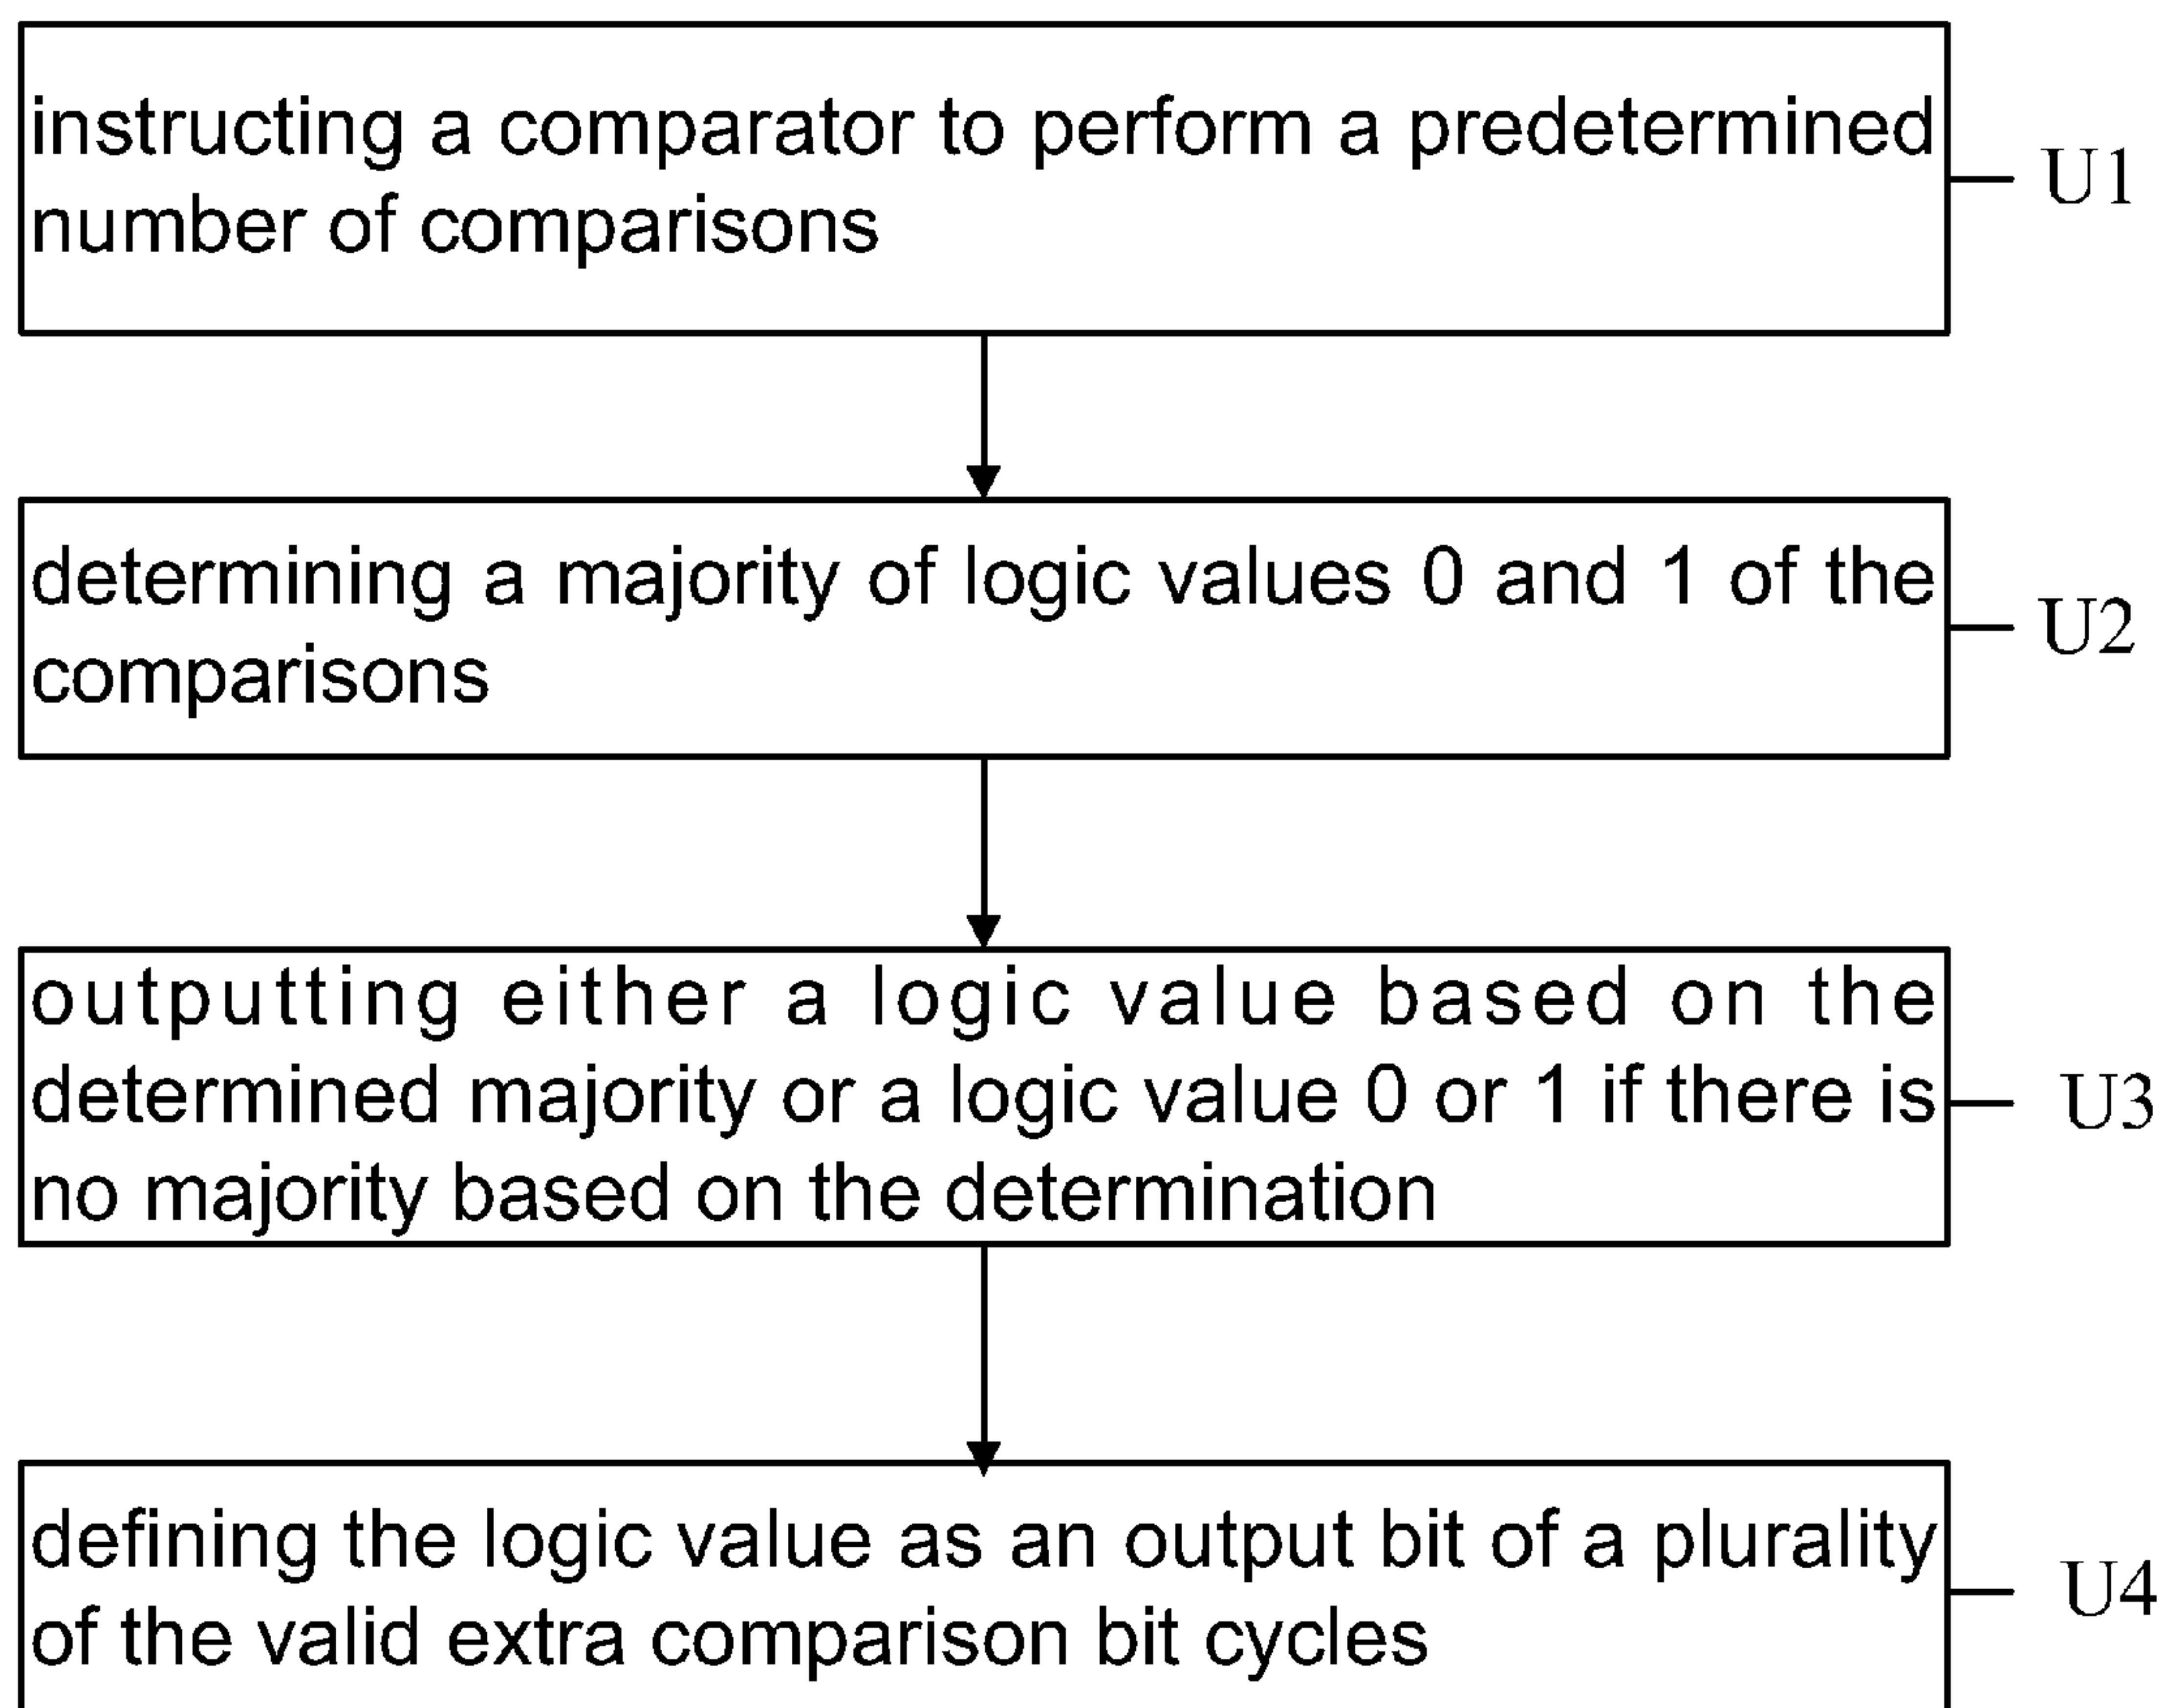 instructing a comparator to perform a predetermined
number of comparisons
U1
determining a majority of logic values 0 and 1 of the
comparisons
U2
outputting either a logic value based on the
determined majority or a logic value 0 or 1 if there is
no majority based on the determination
U3
defining the logic value as an output bit of a plurality
of the valid extra comparison bit cycles
U4